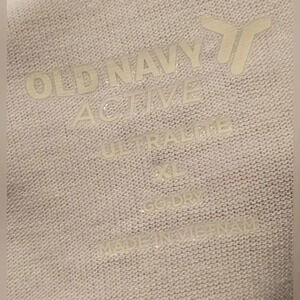 OLD NAVY
ACTIVE
ULTRALITE
XL
GO-DRY
MADE IN VIETNAM